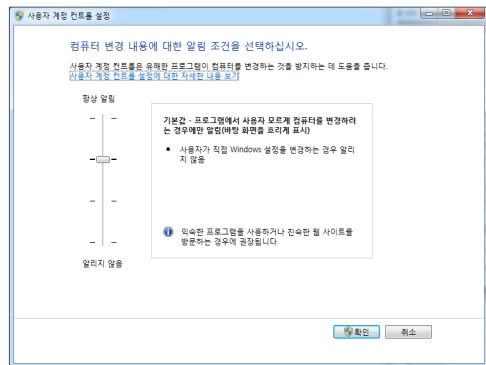 사용자 계정 컨트롤 설정
컴퓨터 변경 내용에 대한 알림 조건을 선택하십시오.
사용자 계정 컨트롤은 유해한 프로그램이 컴퓨터를 변경하는 것을 방지하는 데 도움을 줍니다.
사용자 계정 컨트롤 설정에 대한 자세한 내용 보기
항상 알림
기본값 - 프로그램에서 사용자 모르게 컴퓨터를 변경하려
는 경우에만 알림(바탕 화면을 흐리게 표시)
• 사용자가 직접 Windows 설정을 변경하는 경우 알리
지 않음
익숙한 프로그램을 사용하거나 친숙한 웹 사이트를
방문하는 경우에 권장됩니다.
알리지 않음
확인 취소